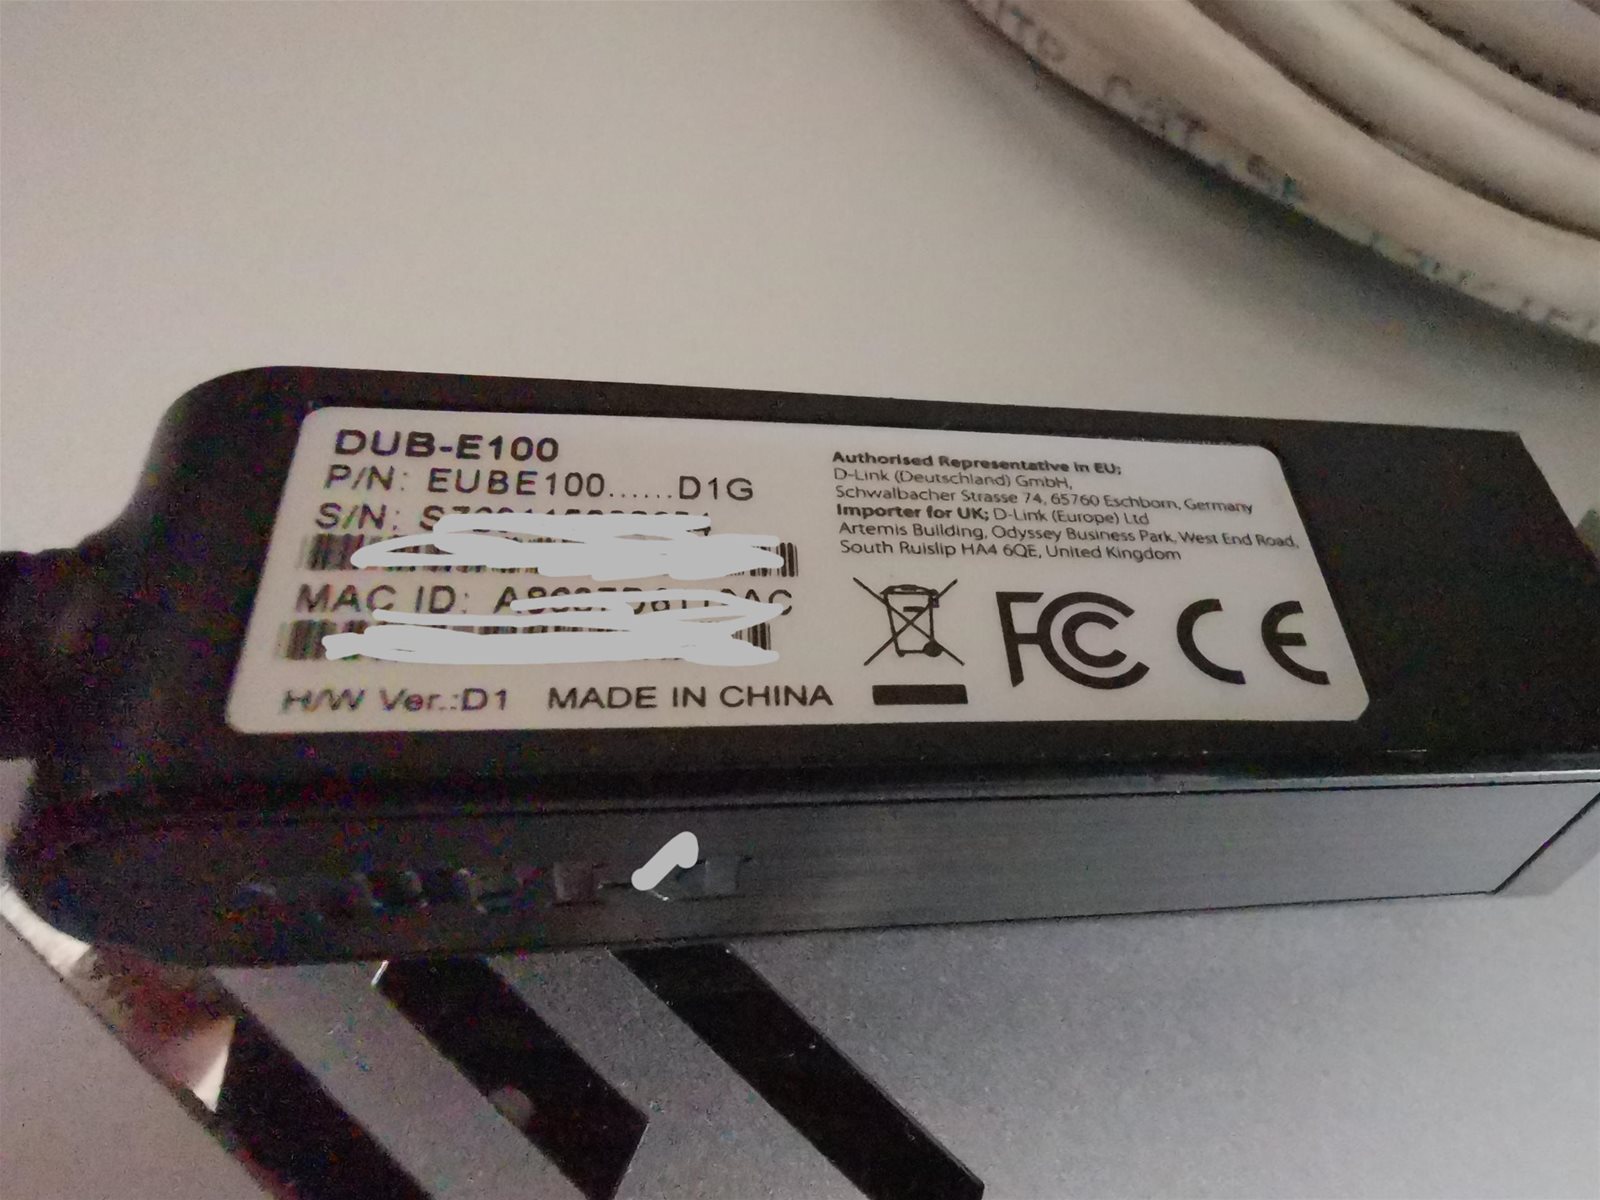 DUB-E100
P/N: EUBE100......D1G
S/N:
MAC ID:
H/W Ver.:D1 MADE IN CHINA
Authorised Representative in EU;
D-Link (Deutschland) GmbH,
Schwalbacher Strasse 74, 65760 Eschborn, Germany
Importer for UK; D-Link (Europe) Ltd
Artemis Building, Odyssey Business Park, West End Road,
South Ruislip HA4 6QE, United Kingdom
FC CE